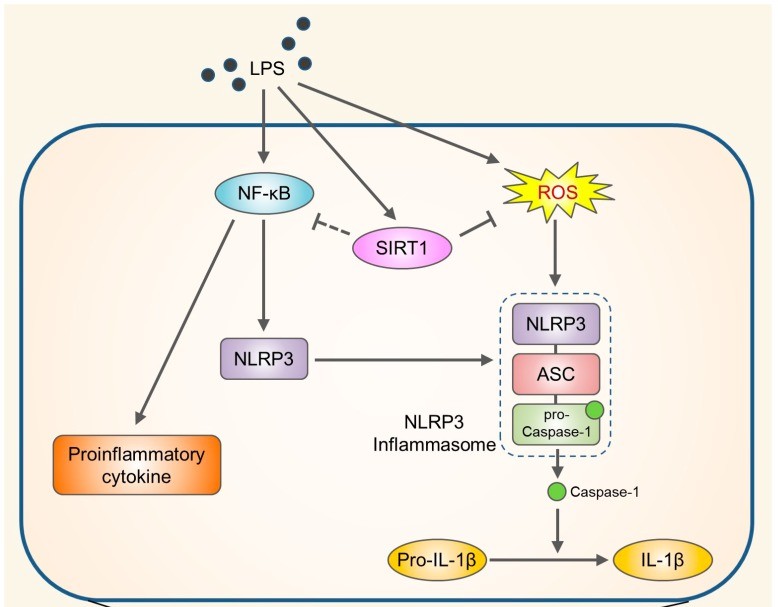 LPS
NF-κB
ROS
SIRT1
NLRP3
NLRP3
ASC
pro-
Caspase-1
NLRP3
Inflammasome
Proinflammatory
cytokine
Caspase-1
Pro-IL-1β
IL-1β